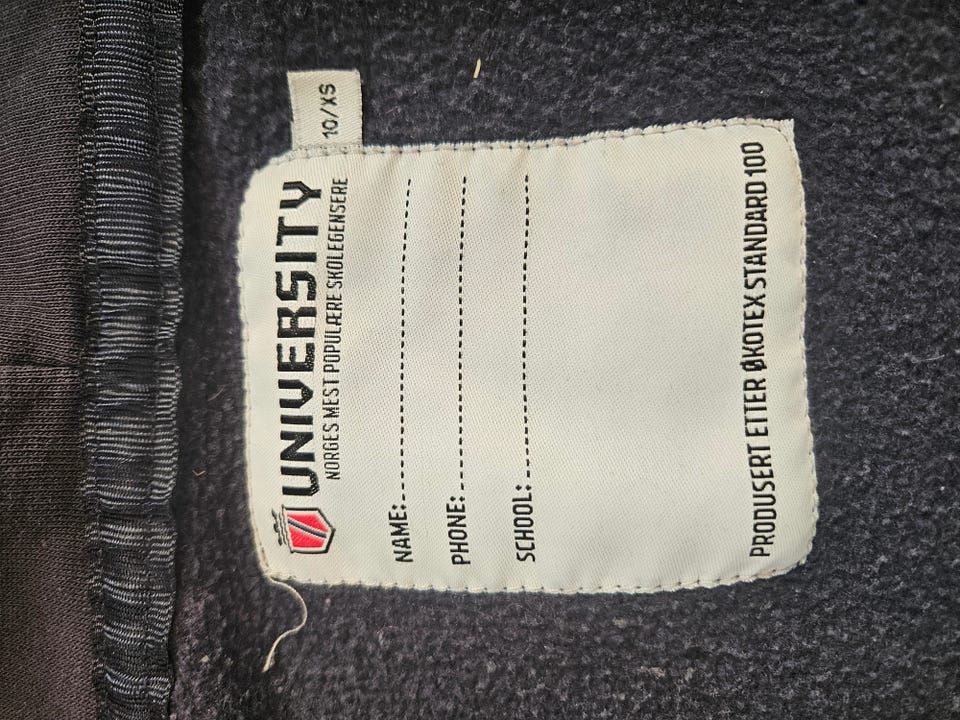 10/XS
UNIVERSITY
NORGES MEST POPULÆRE SKOLEGENSERE
NAME:
PHONE:
SCHOOL:
PRODUSERT ETTER ØKOTEX STANDARD 100